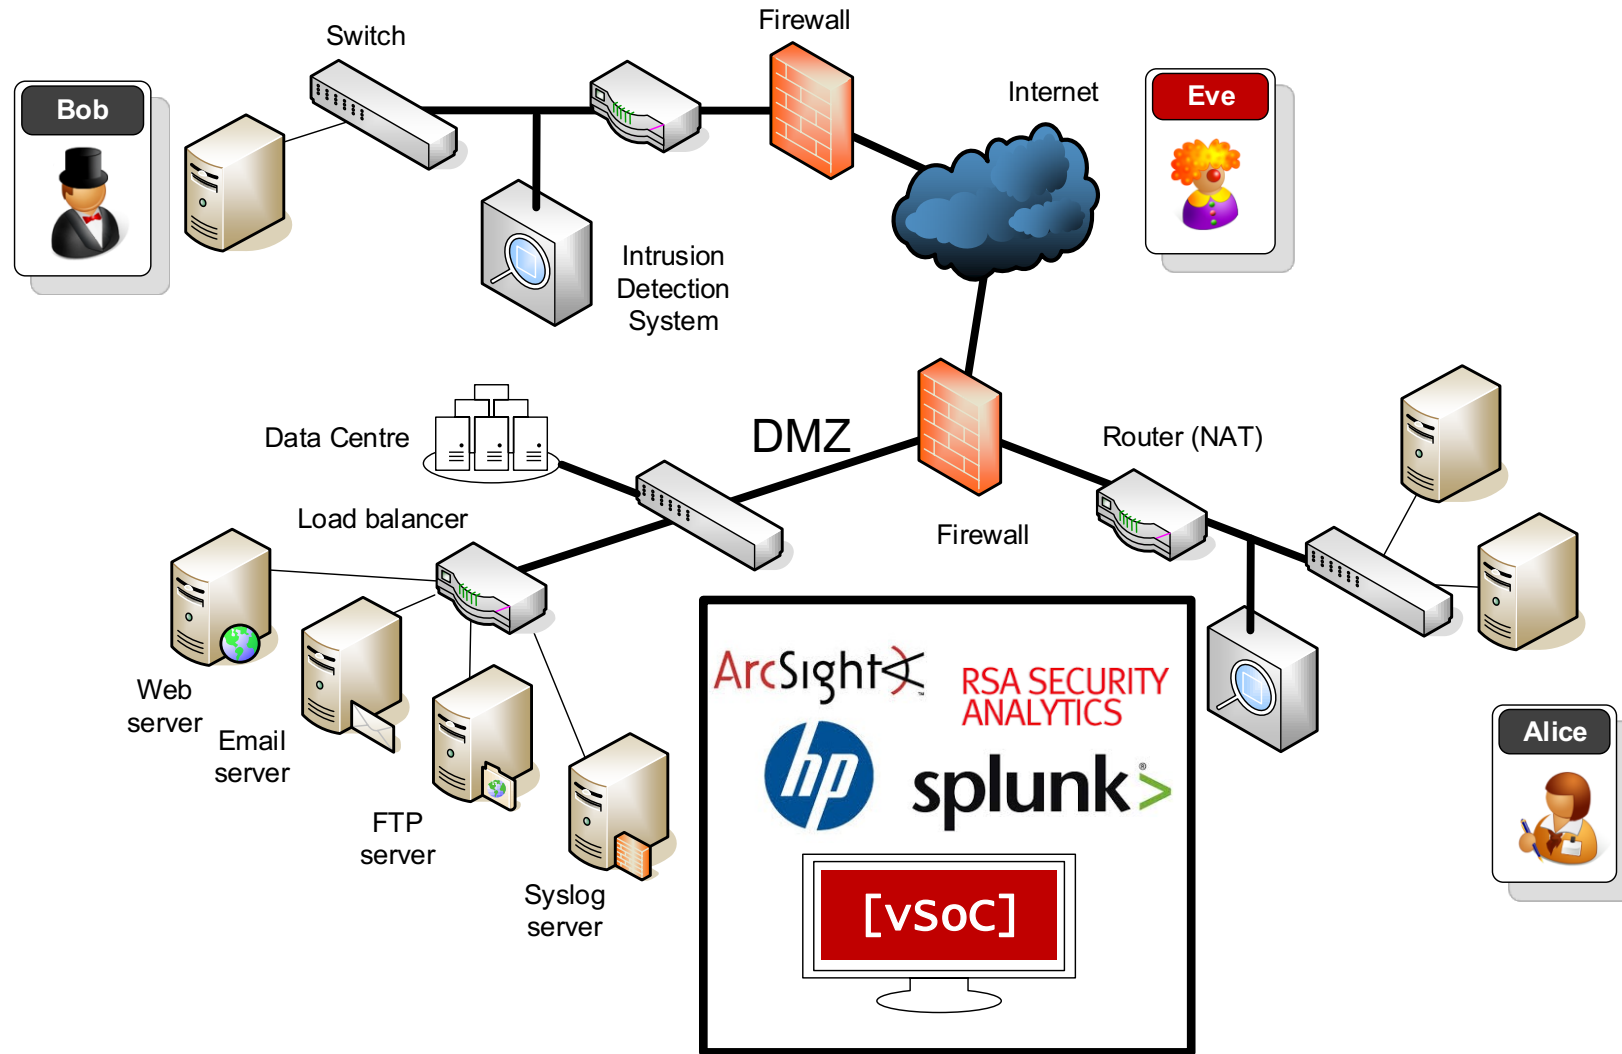 Firewall
Switch
Bob
Internet
Eve
Intrusion
Detection
System
DMZ
Data Centre
Router (NAT)
Load balancer
Firewall
Web
server
Email
server
FTP
server
Syslog
server
ArcSight
™
RSA SECURITY
ANALYTICS
hp
splunk>
®
[vSoC]
Alice